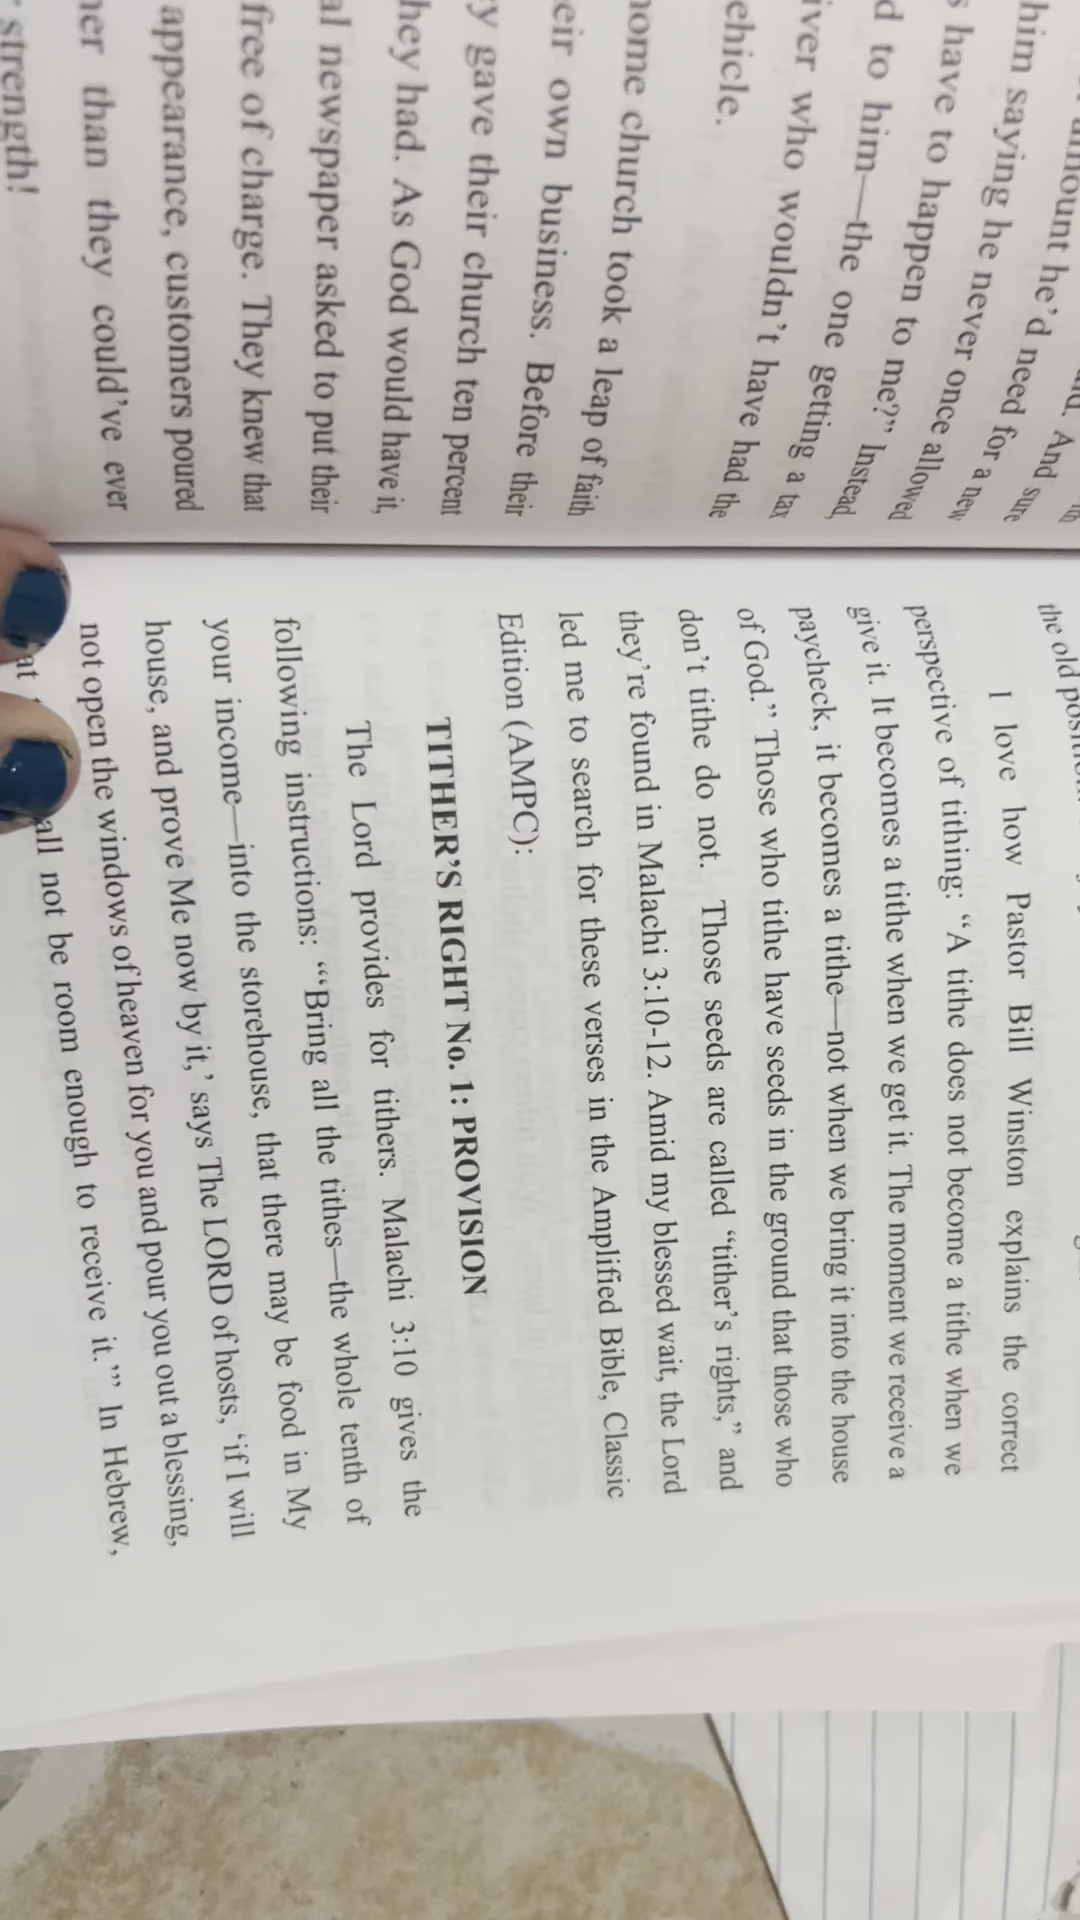 amount he'd need for a new
him saying he never once allowed
have to happen to me?" Instead,
d to him—the one getting a tax
iver who wouldn't have had the
ehicle.
home church took a leap of faith
eir own business. Before their
y gave their church ten percent
hey had. As God would have it,
al newspaper asked to put their
free of charge. They knew that
appearance, customers poured
her than they could've ever
strength!
the old
I love how Pastor Bill Winston explains the correct
perspective of tithing: "A tithe does not become a tithe when we
give it. It becomes a tithe when we get it. The moment we receive a
paycheck, it becomes a tithe—not when we bring it into the house
of God." Those who tithe have seeds in the ground that those who
don't tithe do not. Those seeds are called "tither's rights," and
they're found in Malachi 3:10-12. Amid my blessed wait, the Lord
led me to search for these verses in the Amplified Bible, Classic
Edition (AMPC):
TITHER'S RIGHT No. 1: PROVISION
The Lord provides for tithers. Malachi 3:10 gives the
following instructions: "'Bring all the tithes—the whole tenth of
your income—into the storehouse, that there may be food in My
house, and prove Me now by it,' says The LORD of hosts, 'if I will
not open the windows of heaven for you and pour you out a blessing,
at all not be room enough to receive it.'" In Hebrew,